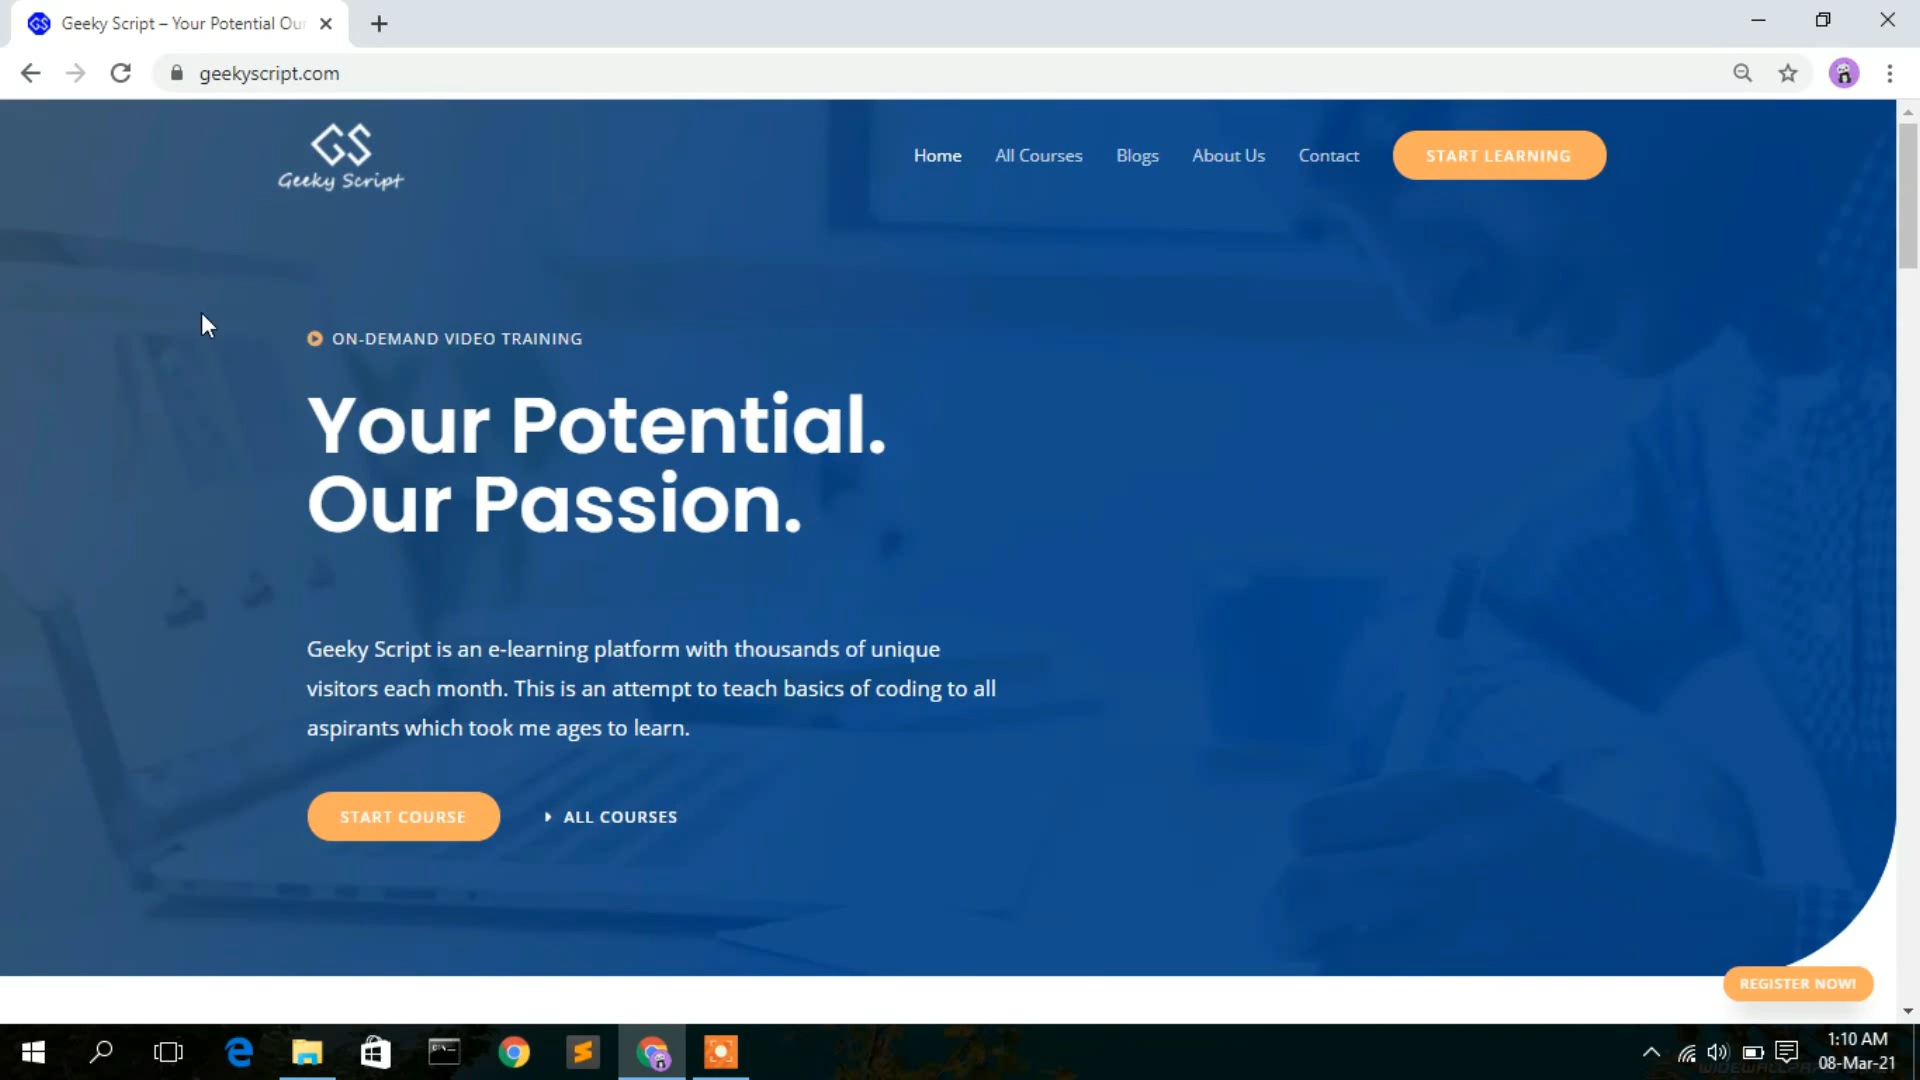 Geeky Script – Your Potential Our
geekyscript.com
GS
Geeky Script
Home
All Courses
Blogs
About Us
Contact
START LEARNING
ON-DEMAND VIDEO TRAINING
Your Potential.
Our Passion.
Geeky Script is an e-learning platform with thousands of unique
visitors each month. This is an attempt to teach basics of coding to all
aspirants which took me ages to learn.
START COURSE
ALL COURSES
REGISTER NOW!
1:10 AM
08-Mar-21